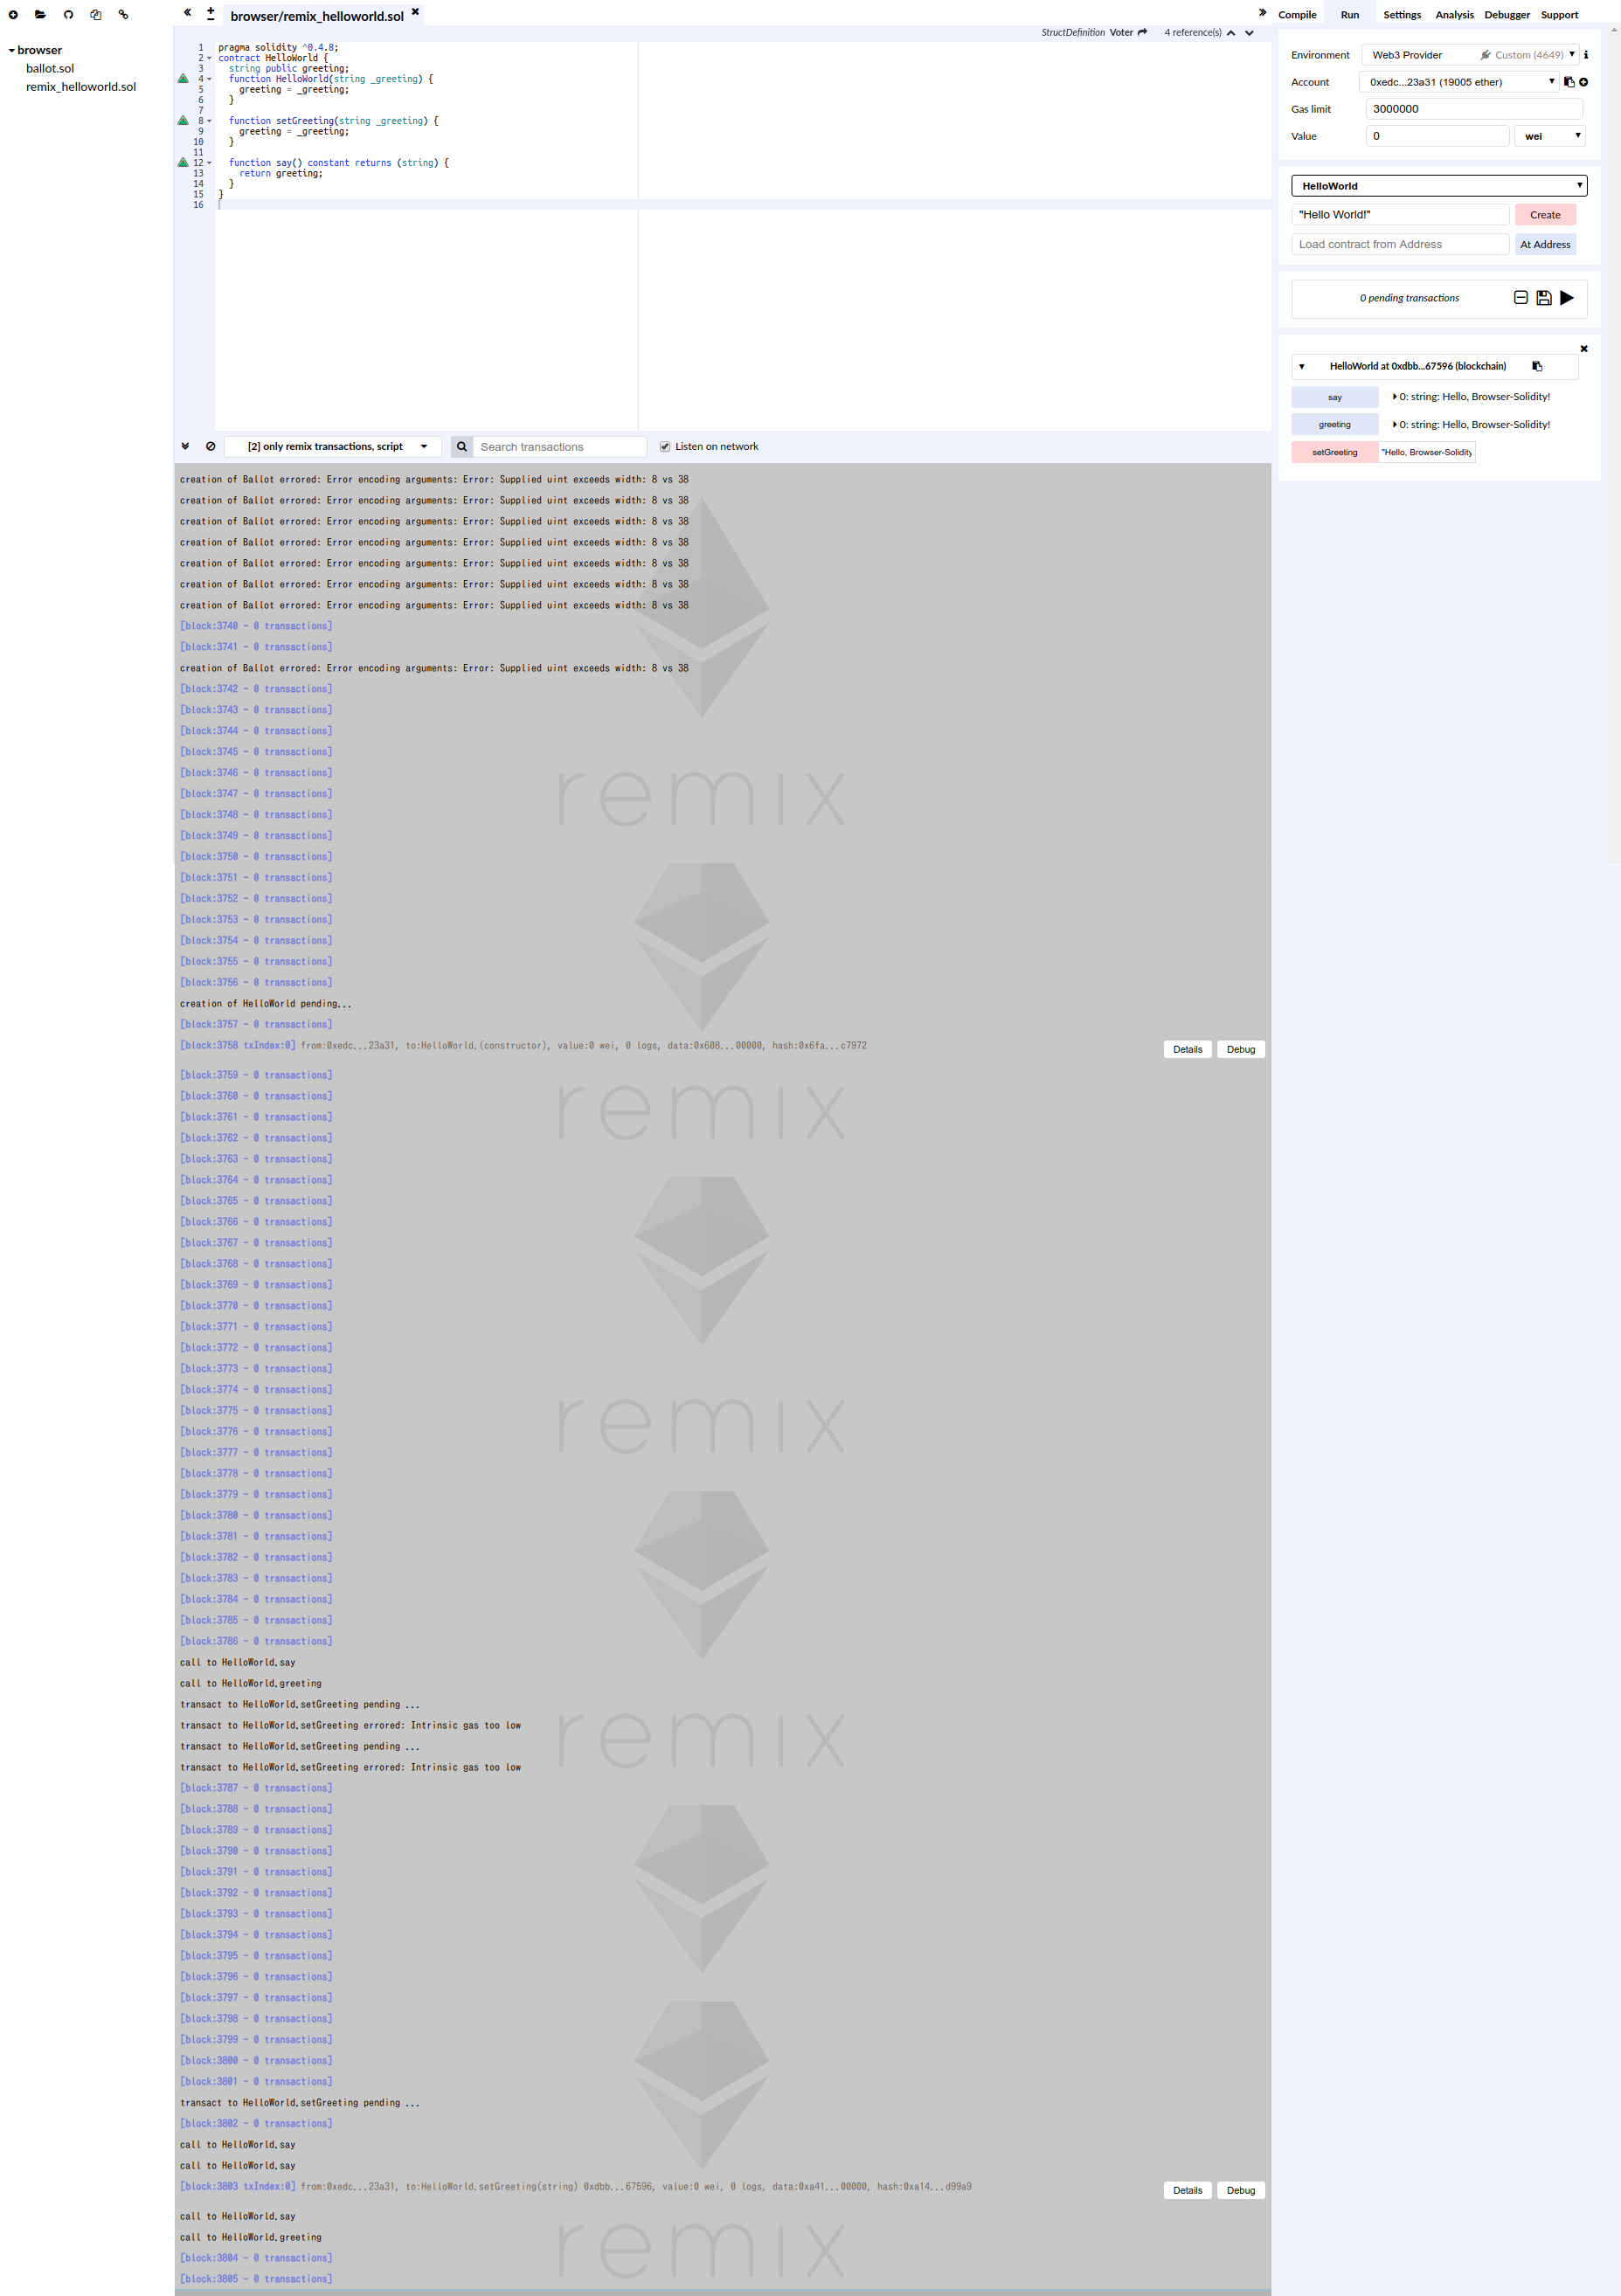 browser
ballot.sol
remix_helloworld.sol
browser/remix_helloworld.sol
StructDefinition Voter 4 reference(s)
1 pragma solidity ^0.4.8;
2 contract HelloWorld {
3 string public greeting;
4 function HelloWorld(string _greeting) {
5 greeting = _greeting;
6 }
7
8 function setGreeting(string _greeting) {
9 greeting = _greeting;
10 }
11
12 function say() constant returns (string) {
13 return greeting;
14 }
15 }
16
[2] only remix transactions, script
Search transactions
Listen on network
creation of Ballot errored: Error encoding arguments: Error: Supplied uint exceeds width: 8 vs 38
creation of Ballot errored: Error encoding arguments: Error: Supplied uint exceeds width: 8 vs 38
creation of Ballot errored: Error encoding arguments: Error: Supplied uint exceeds width: 8 vs 38
creation of Ballot errored: Error encoding arguments: Error: Supplied uint exceeds width: 8 vs 38
creation of Ballot errored: Error encoding arguments: Error: Supplied uint exceeds width: 8 vs 38
creation of Ballot errored: Error encoding arguments: Error: Supplied uint exceeds width: 8 vs 38
creation of Ballot errored: Error encoding arguments: Error: Supplied uint exceeds width: 8 vs 38
[block:3740 - 0 transactions]
[block:3741 - 0 transactions]
creation of Ballot errored: Error encoding arguments: Error: Supplied uint exceeds width: 8 vs 38
[block:3742 - 0 transactions]
[block:3743 - 0 transactions]
[block:3744 - 0 transactions]
[block:3745 - 0 transactions]
[block:3746 - 0 transactions]
[block:3747 - 0 transactions]
remix
[block:3748 - 0 transactions]
[block:3749 - 0 transactions]
[block:3750 - 0 transactions]
[block:3751 - 0 transactions]
[block:3752 - 0 transactions]
[block:3753 - 0 transactions]
[block:3754 - 0 transactions]
[block:3755 - 0 transactions]
[block:3756 - 0 transactions]
creation of HelloWorld pending...
[block:3757 - 0 transactions]
[block:3758 txIndex:0] from:0xedc...23a31, to:HelloWorld.(constructor), value:0 wei, 0 logs, data:0x608...00000, hash:0x6fa...c7972
Details Debug
[block:3759 - 0 transactions]
[block:3760 - 0 transactions]
[block:3761 - 0 transactions]
remix
[block:3762 - 0 transactions]
[block:3763 - 0 transactions]
[block:3764 - 0 transactions]
[block:3765 - 0 transactions]
[block:3766 - 0 transactions]
[block:3767 - 0 transactions]
[block:3768 - 0 transactions]
[block:3769 - 0 transactions]
[block:3770 - 0 transactions]
[block:3771 - 0 transactions]
[block:3772 - 0 transactions]
[block:3773 - 0 transactions]
[block:3774 - 0 transactions]
[block:3775 - 0 transactions]
[block:3776 - 0 transactions]
remix
[block:3777 - 0 transactions]
[block:3778 - 0 transactions]
[block:3779 - 0 transactions]
[block:3780 - 0 transactions]
[block:3781 - 0 transactions]
[block:3782 - 0 transactions]
[block:3783 - 0 transactions]
[block:3784 - 0 transactions]
[block:3785 - 0 transactions]
[block:3786 - 0 transactions]
call to HelloWorld.say
call to HelloWorld.greeting
transact to HelloWorld.setGreeting pending ...
transact to HelloWorld.setGreeting errored: Intrinsic gas too low
remix
transact to HelloWorld.setGreeting pending ...
transact to HelloWorld.setGreeting errored: Intrinsic gas too low
[block:3787 - 0 transactions]
[block:3788 - 0 transactions]
[block:3789 - 0 transactions]
[block:3790 - 0 transactions]
[block:3791 - 0 transactions]
[block:3792 - 0 transactions]
[block:3793 - 0 transactions]
[block:3794 - 0 transactions]
[block:3795 - 0 transactions]
[block:3796 - 0 transactions]
[block:3797 - 0 transactions]
[block:3798 - 0 transactions]
[block:3799 - 0 transactions]
[block:3800 - 0 transactions]
[block:3801 - 0 transactions]
transact to HelloWorld.setGreeting pending ...
[block:3802 - 0 transactions]
call to HelloWorld.say
call to HelloWorld.say
[block:3803 txIndex:0] from:0xedc...23a31, to:HelloWorld.setGreeting(string) 0xdbb...67596, value:0 wei, 0 logs, data:0xa41...00000, hash:0xa14...d99a9
Details Debug
call to HelloWorld.say
call to HelloWorld.greeting
remix
[block:3804 - 0 transactions]
[block:3805 - 0 transactions]
Compile Run Settings Analysis Debugger Support
Environment Web3 Provider Custom (4649)
Account 0xedc...23a31 (19005 ether)
Gas limit 3000000
Value 0 wei
HelloWorld
"Hello World!" Create
Load contract from Address At Address
0 pending transactions
HelloWorld at 0xdbb...67596 (blockchain)
say 0: string: Hello, Browser-Solidity!
greeting 0: string: Hello, Browser-Solidity!
setGreeting "Hello, Browser-Solidity